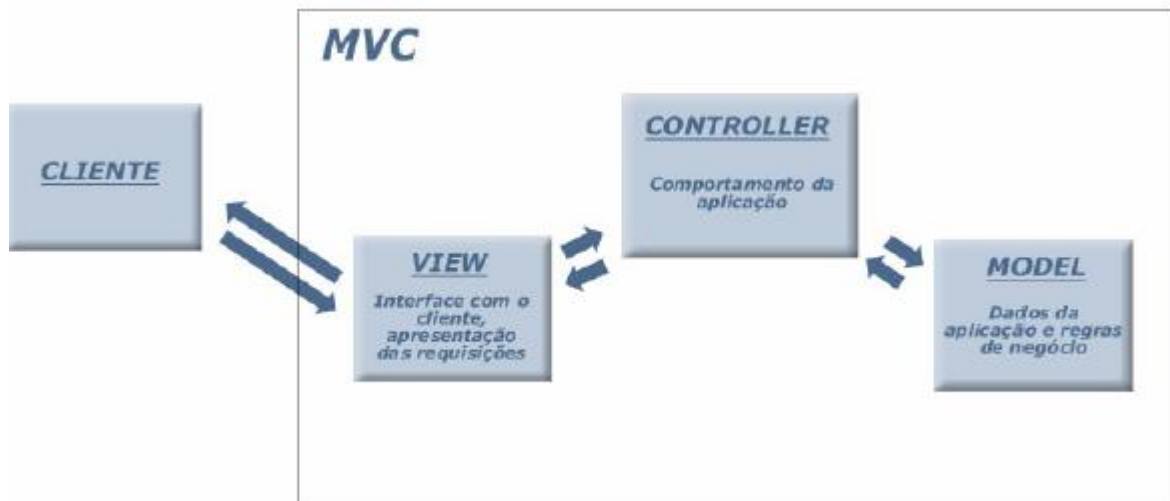 MVC
CLIENTE
CONTROLLER
Comportamento da
aplicação
VIEW
Interface com o
cliente,
apresentação
das requisições
MODEL
Dados da
aplicação e regras
de negócio